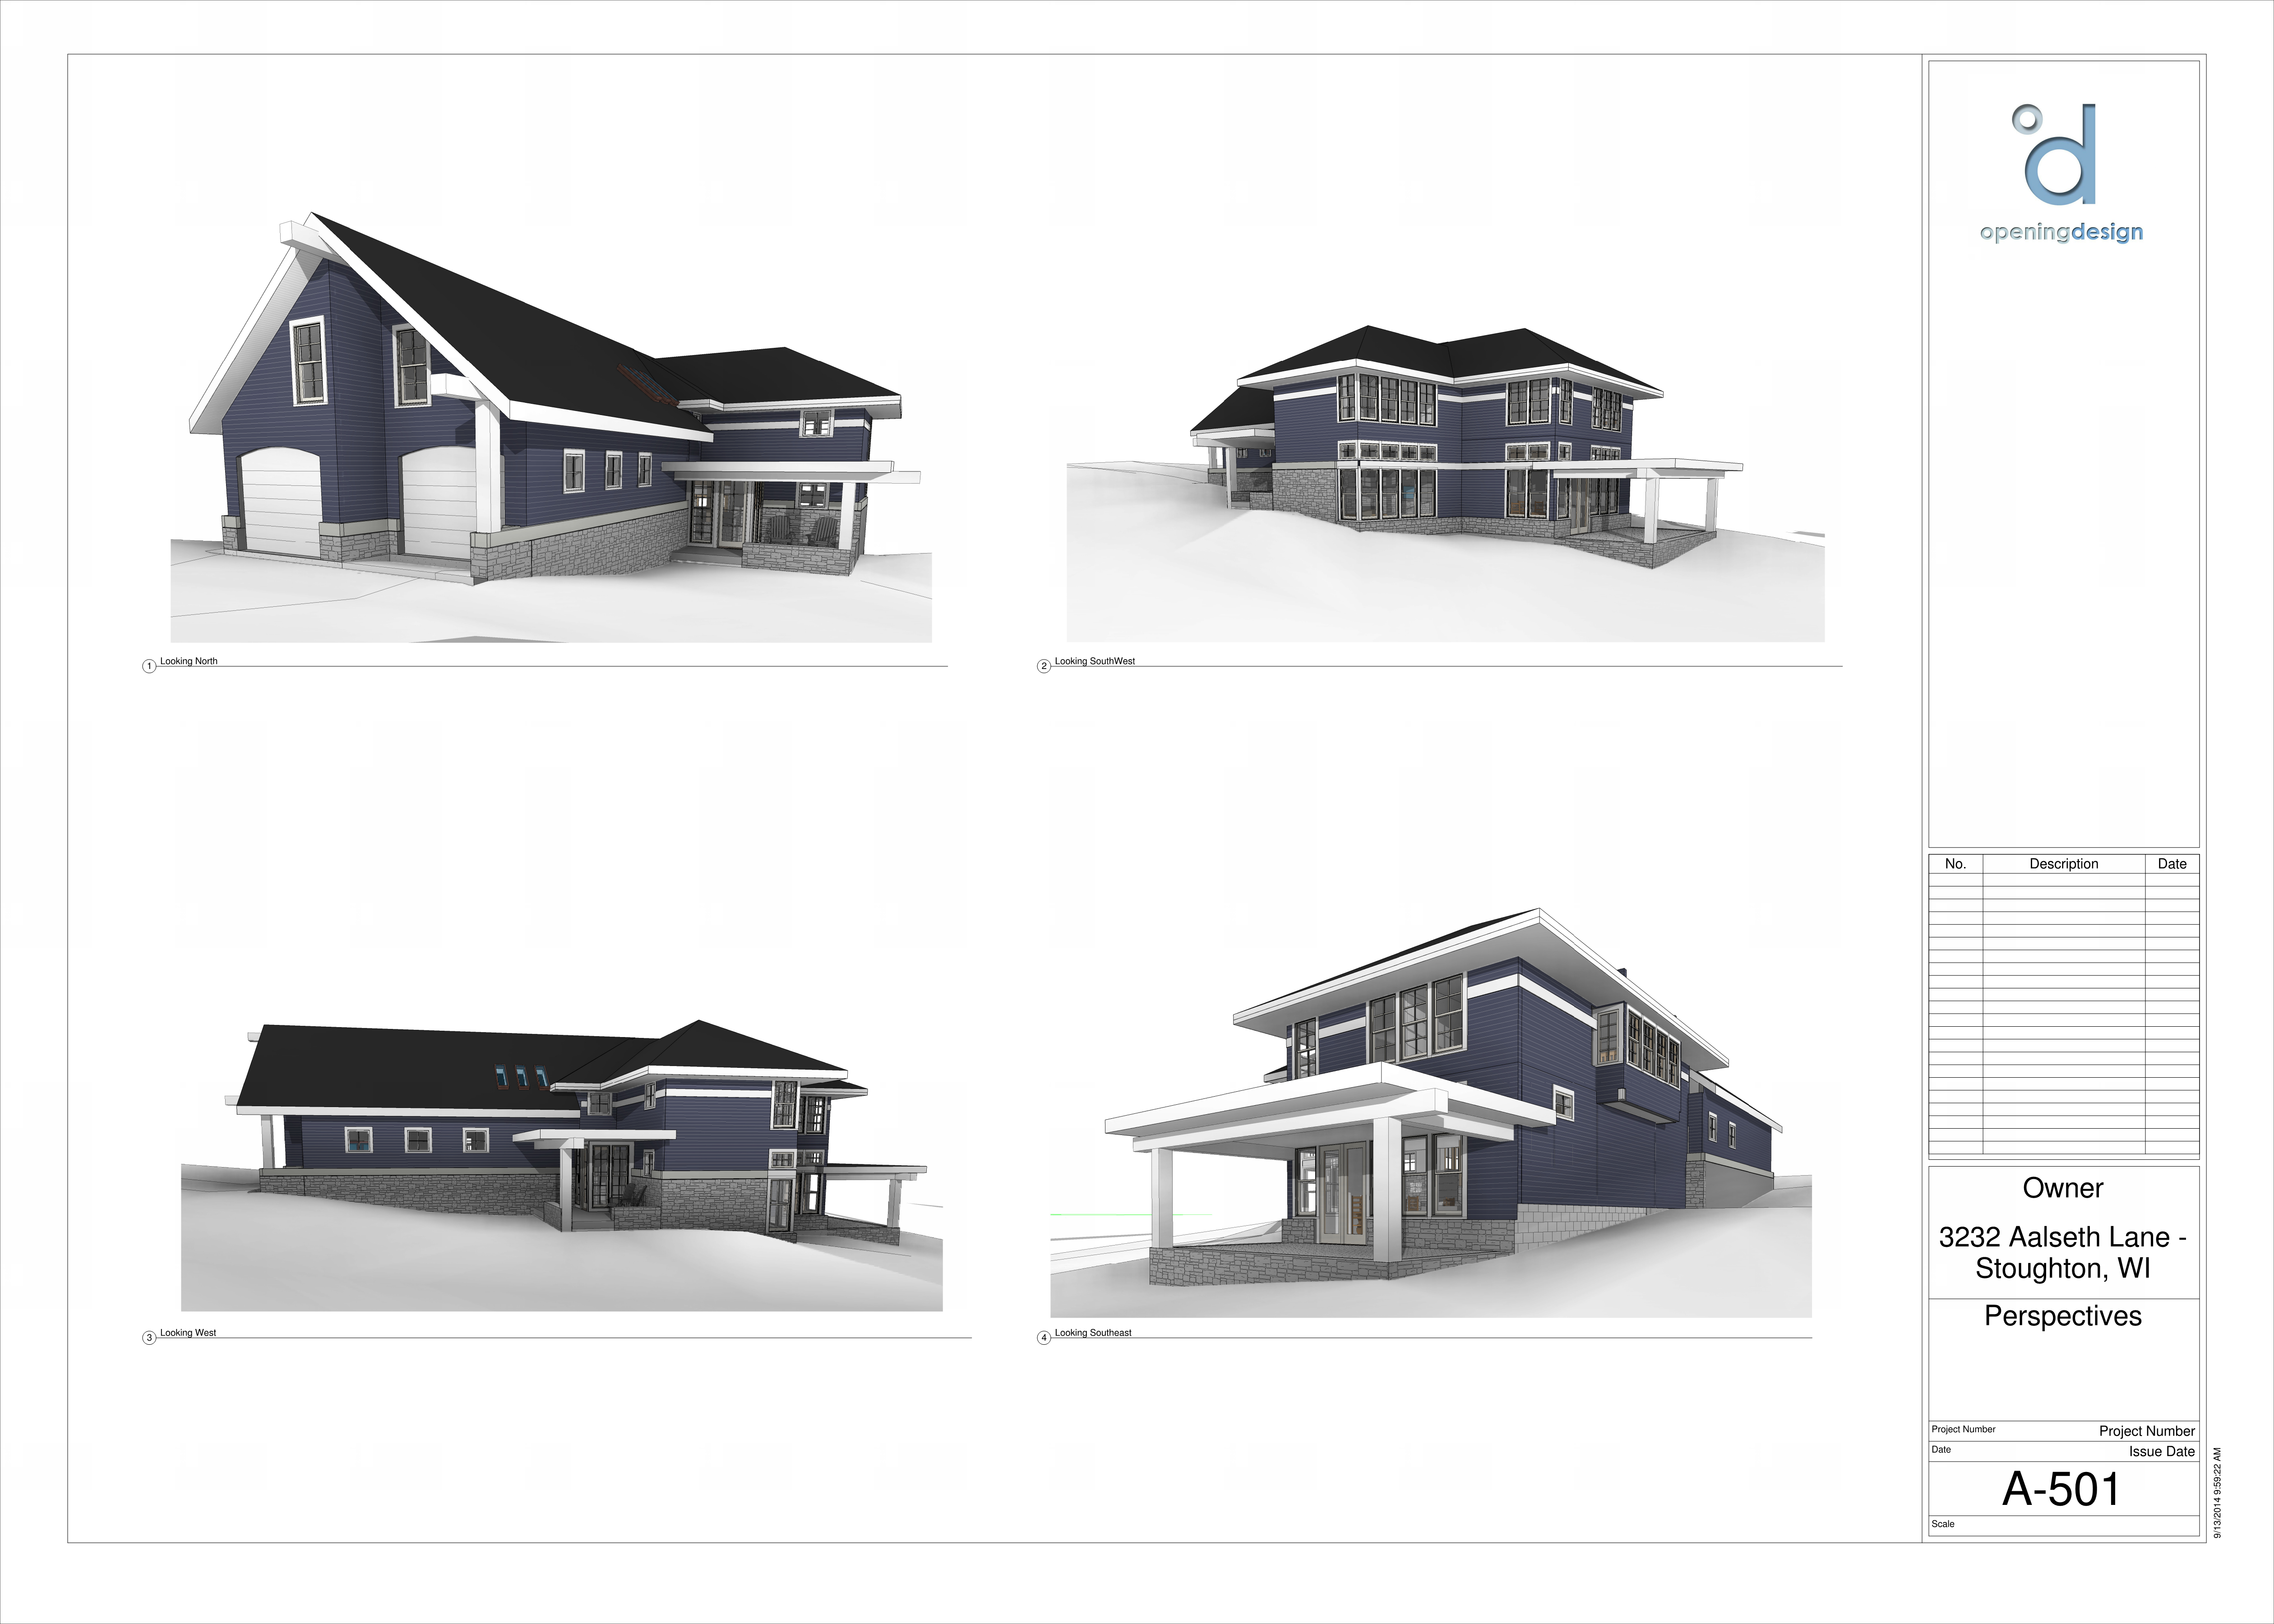 openingdesign
1 Looking North
2 Looking SouthWest
3 Looking West
4 Looking Southeast
No. Description Date
Owner
3232 Aalseth Lane -
Stoughton, WI
Perspectives
Project Number Project Number
Date Issue Date
A-501
Scale
9/13/2014 9:59:22 AM